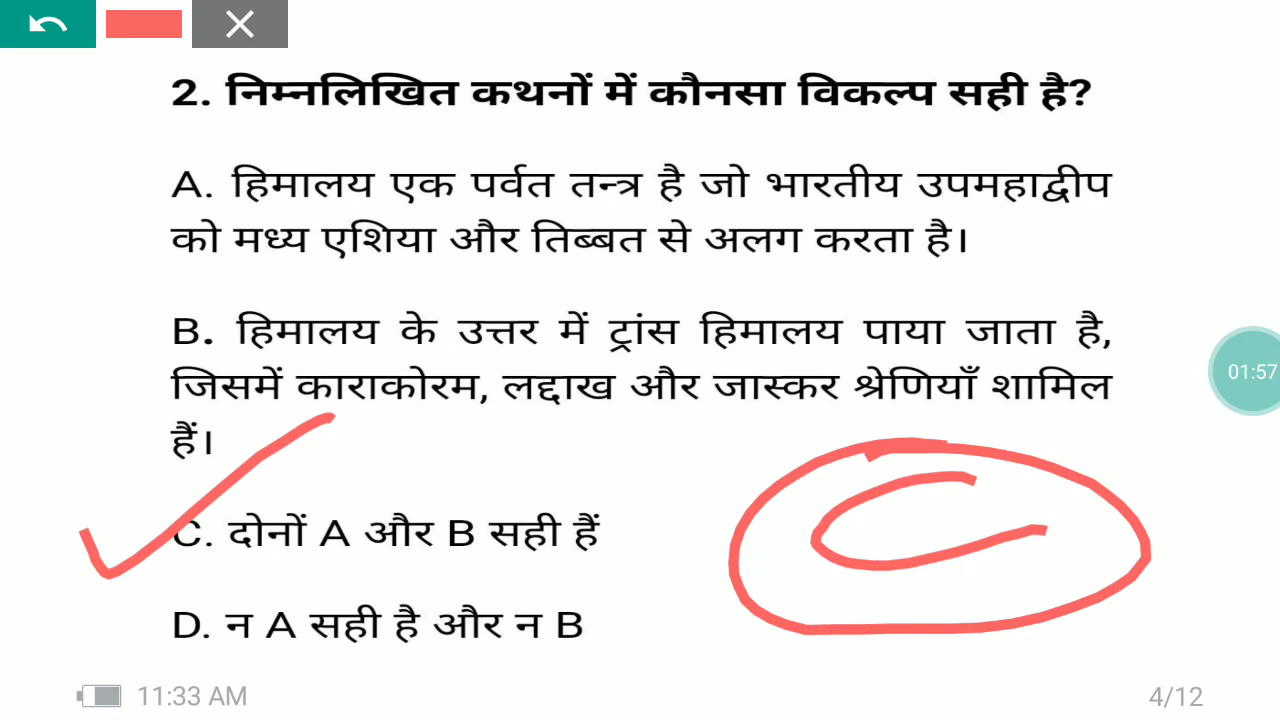 2. निम्नलिखित कथनों में कौनसा विकल्प सही है?
A. हिमालय एक पर्वत तन्त्र है जो भारतीय उपमहाद्वीप
को मध्य एशिया और तिब्बत से अलग करता है।
B. हिमालय के उत्तर में ट्रांस हिमालय पाया जाता है,
जिसमें काराकोरम, लद्दाख और जास्कर श्रेणियाँ शामिल
हैं।
01:57
C. दोनों A और B सही हैं
C
D. न A सही है और न B
11:33 AM
4/12